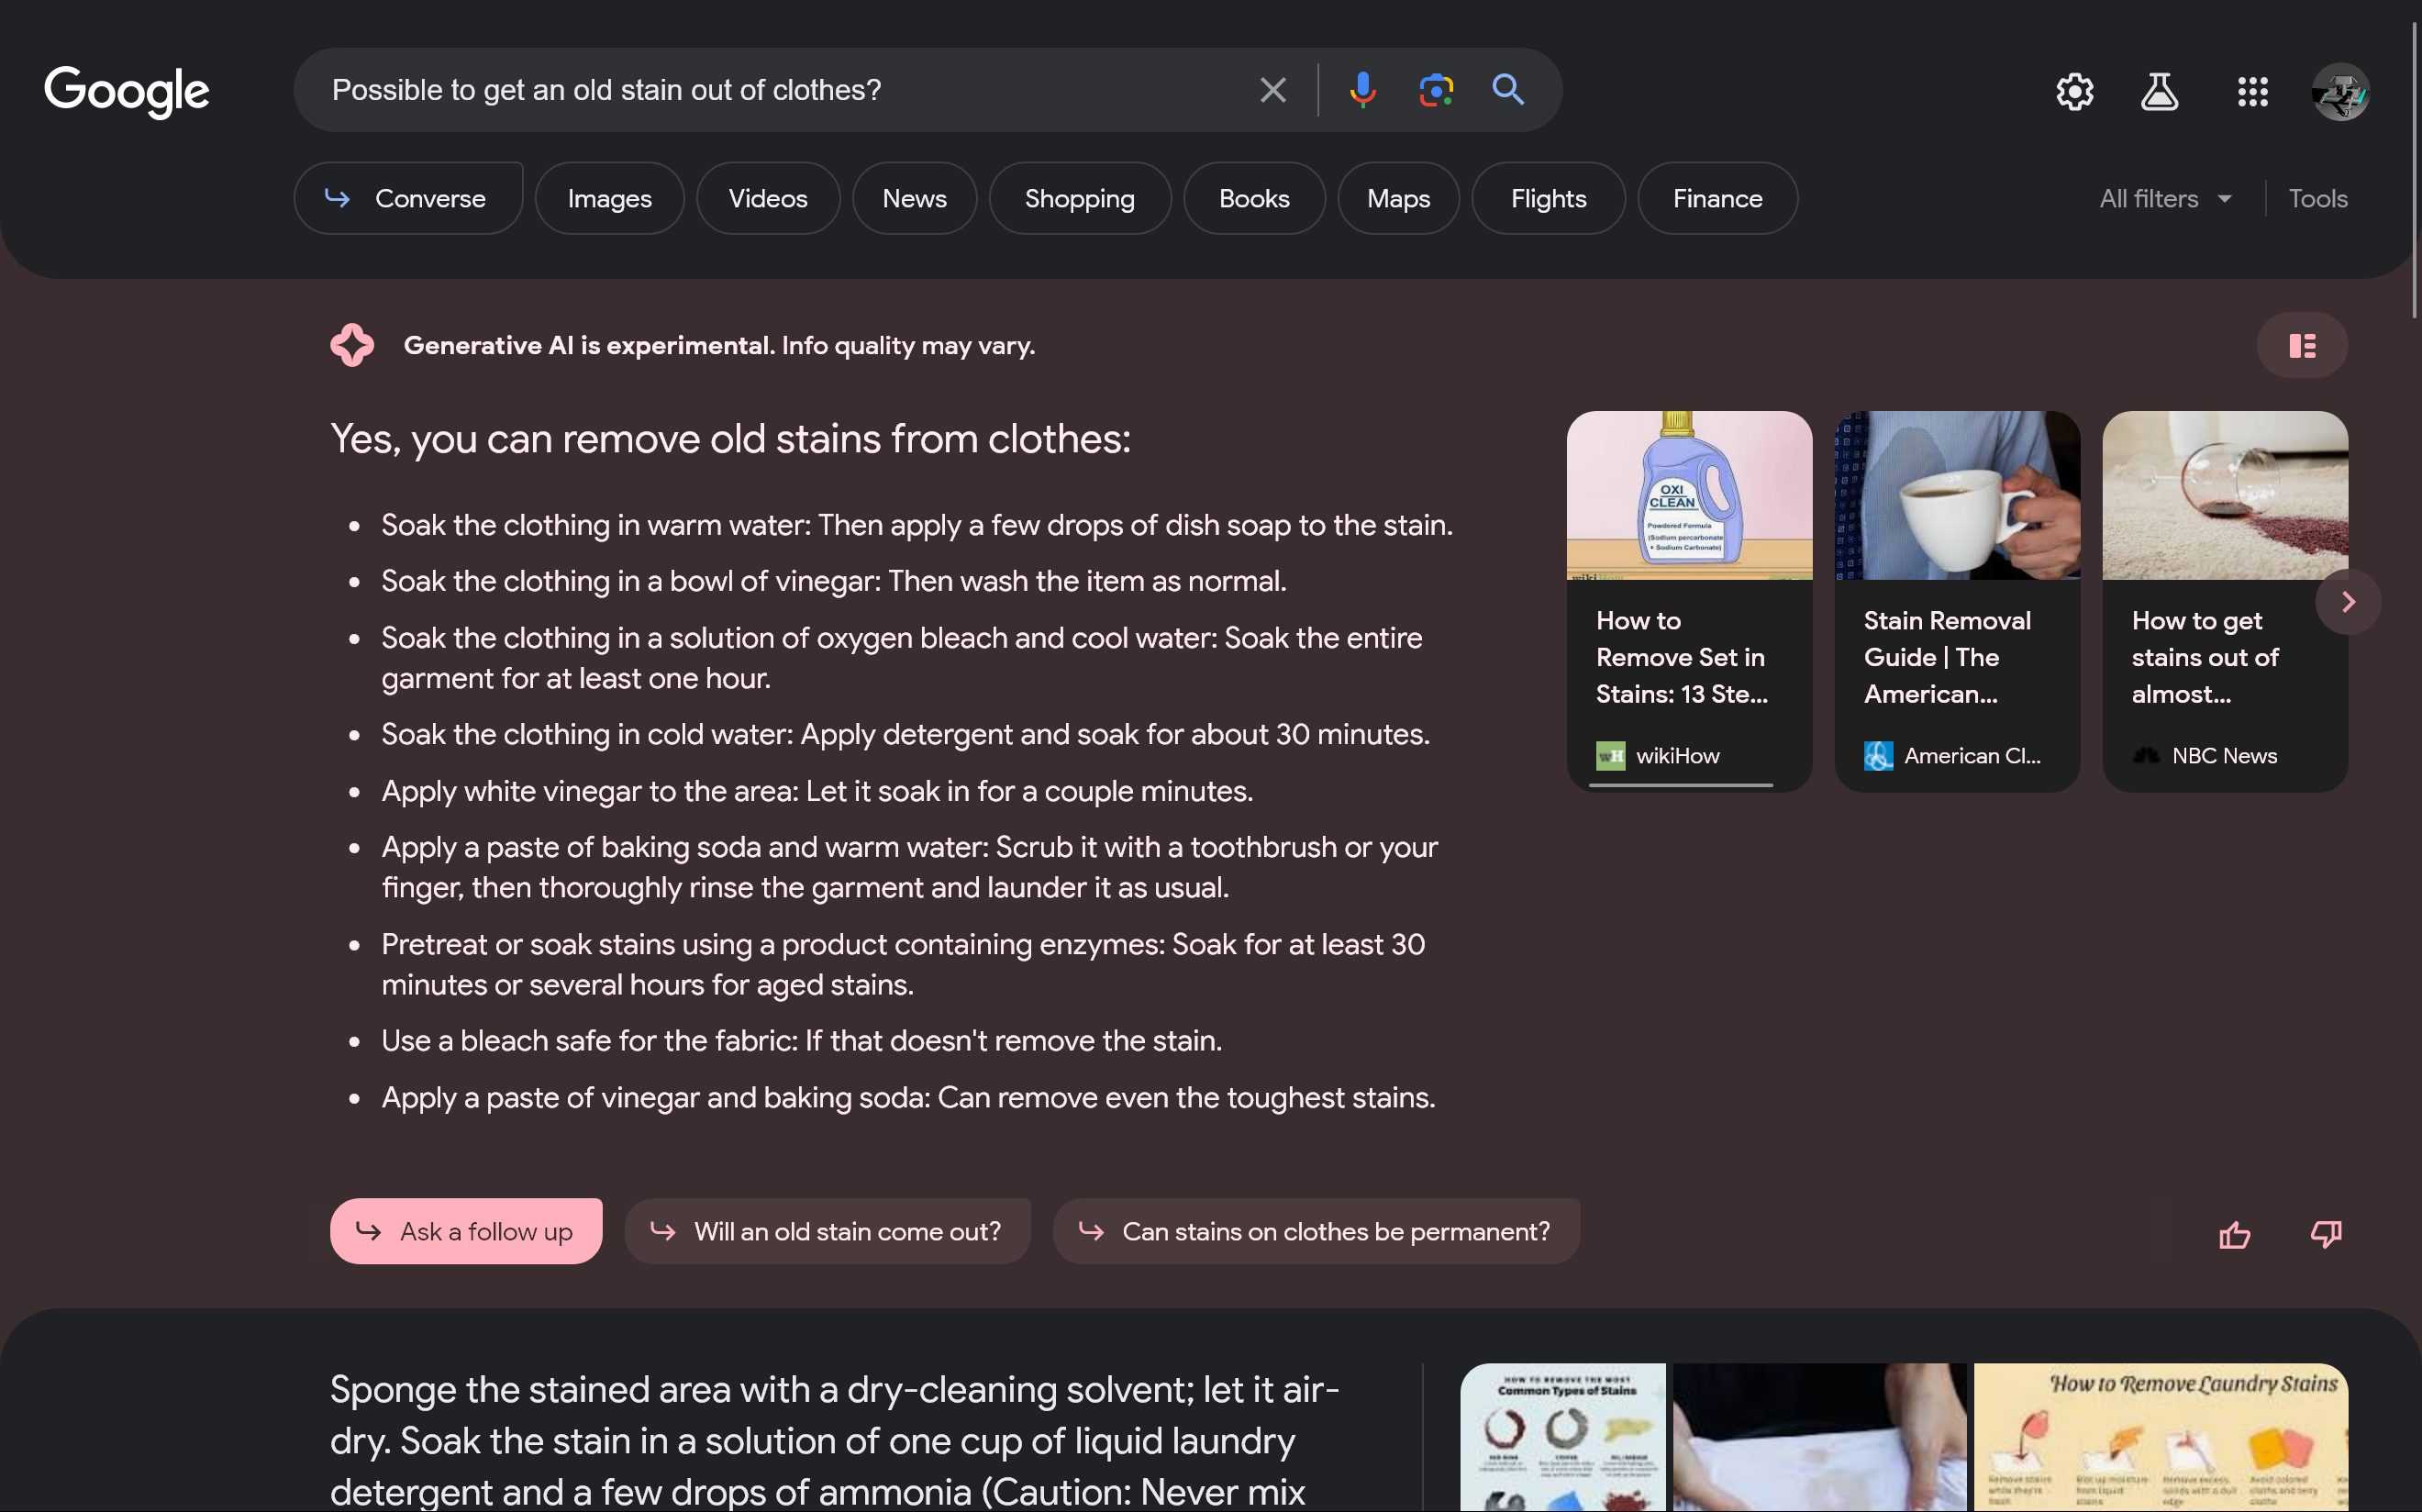 Google
Possible to get an old stain out of clothes?
Converse
Images
Videos
News
Shopping
Books
Maps
Flights
Finance
All filters
Tools
Generative AI is experimental. Info quality may vary.
Yes, you can remove old stains from clothes:
Soak the clothing in warm water: Then apply a few drops of dish soap to the stain.
Soak the clothing in a bowl of vinegar: Then wash the item as normal.
Soak the clothing in a solution of oxygen bleach and cool water: Soak the entire
garment for at least one hour.
Soak the clothing in cold water: Apply detergent and soak for about 30 minutes.
Apply white vinegar to the area: Let it soak in for a couple minutes.
Apply a paste of baking soda and warm water: Scrub it with a toothbrush or your
finger, then thoroughly rinse the garment and launder it as usual.
Pretreat or soak stains using a product containing enzymes: Soak for at least 30
minutes or several hours for aged stains.
Use a bleach safe for the fabric: If that doesn't remove the stain.
Apply a paste of vinegar and baking soda: Can remove even the toughest stains.
OXI
CLEAN
Powdered Formula
(Sodium percarbonate
+ Sodium Carbonate)
How to
Remove Set in
Stains: 13 Ste...
wH wikiHow
Stain Removal
Guide | The
American...
American Cl...
How to get
stains out of
almost...
NBC News
Ask a follow up
Will an old stain come out?
Can stains on clothes be permanent?
Sponge the stained area with a dry-cleaning solvent; let it air-
dry. Soak the stain in a solution of one cup of liquid laundry
detergent and a few drops of ammonia (Caution: Never mix
HOW TO REMOVE THE MOST
Common Types of Stains
How to Remove Laundry Stains